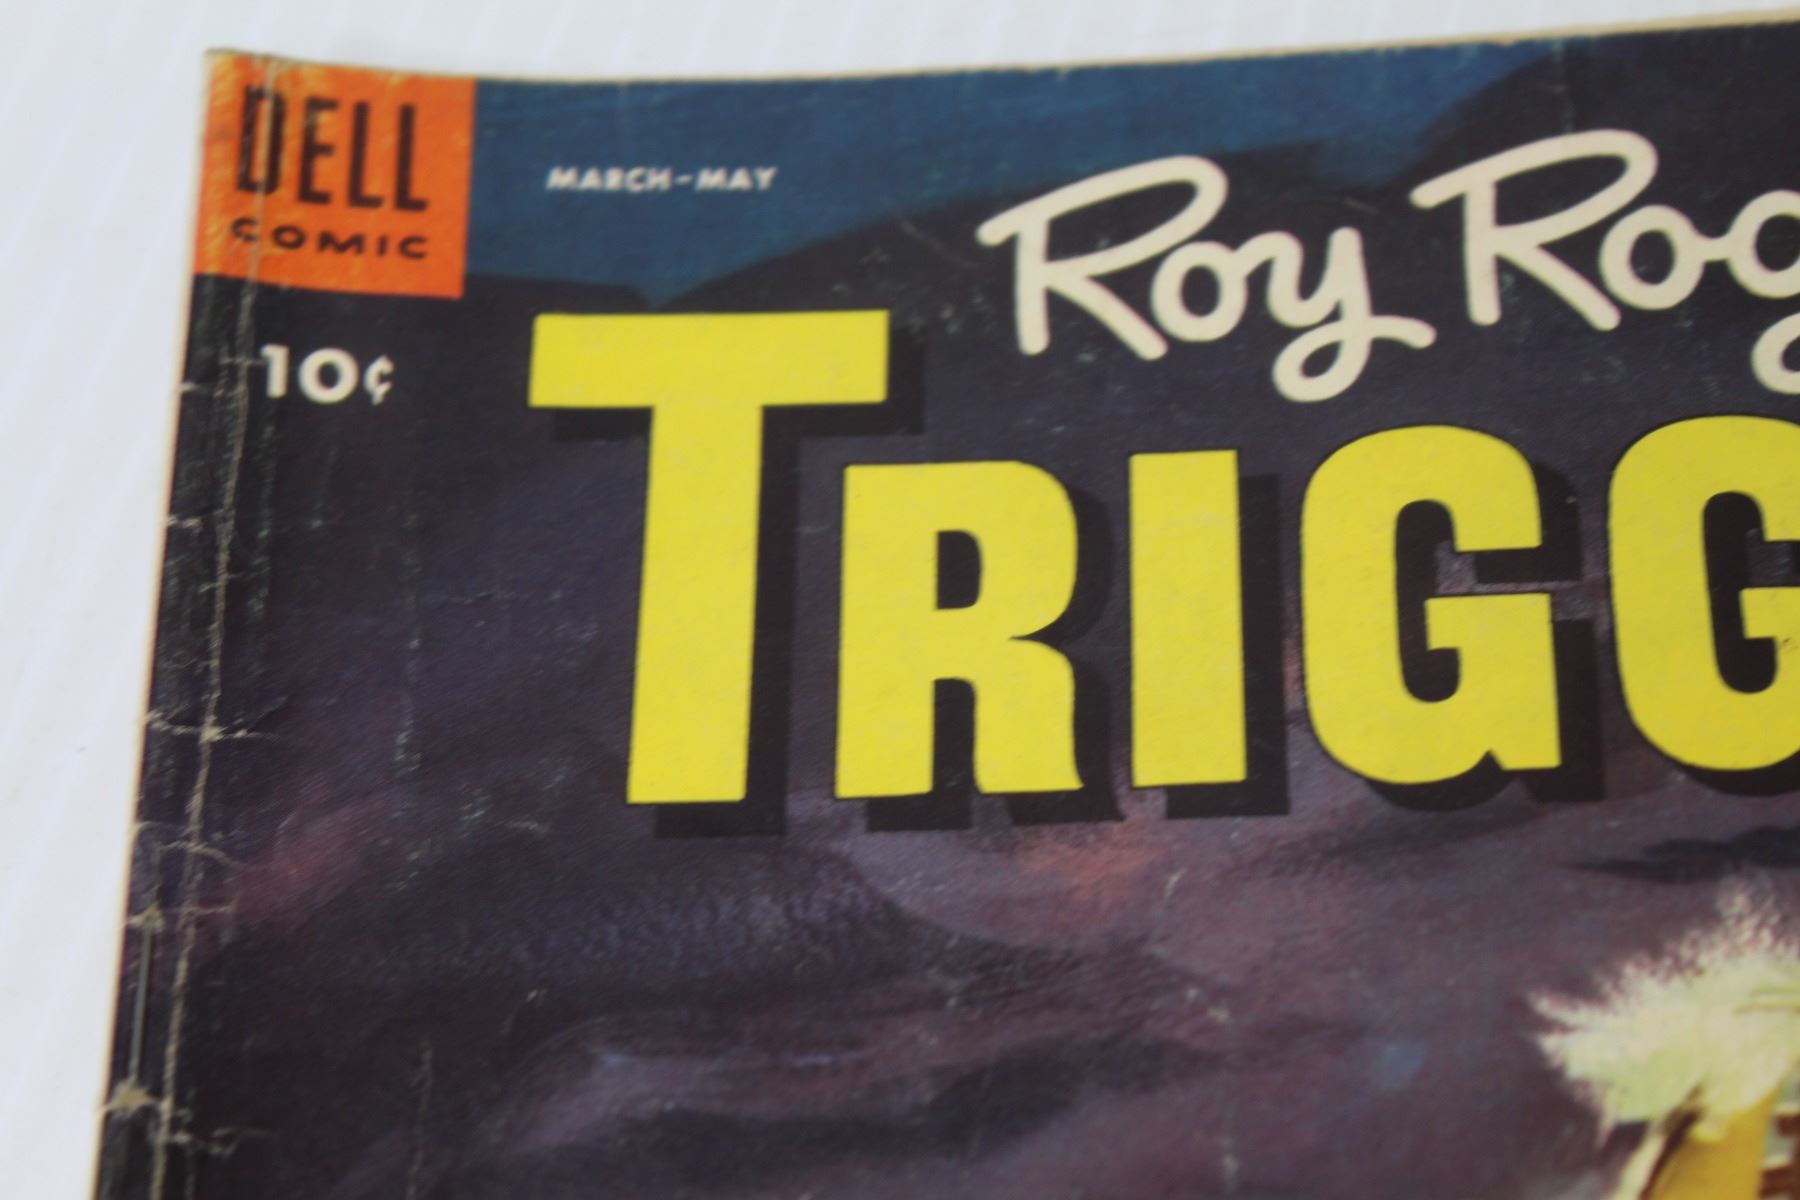 DELL
COMIC
MARCH-MAY
10¢
Roy Rog
TRIGG